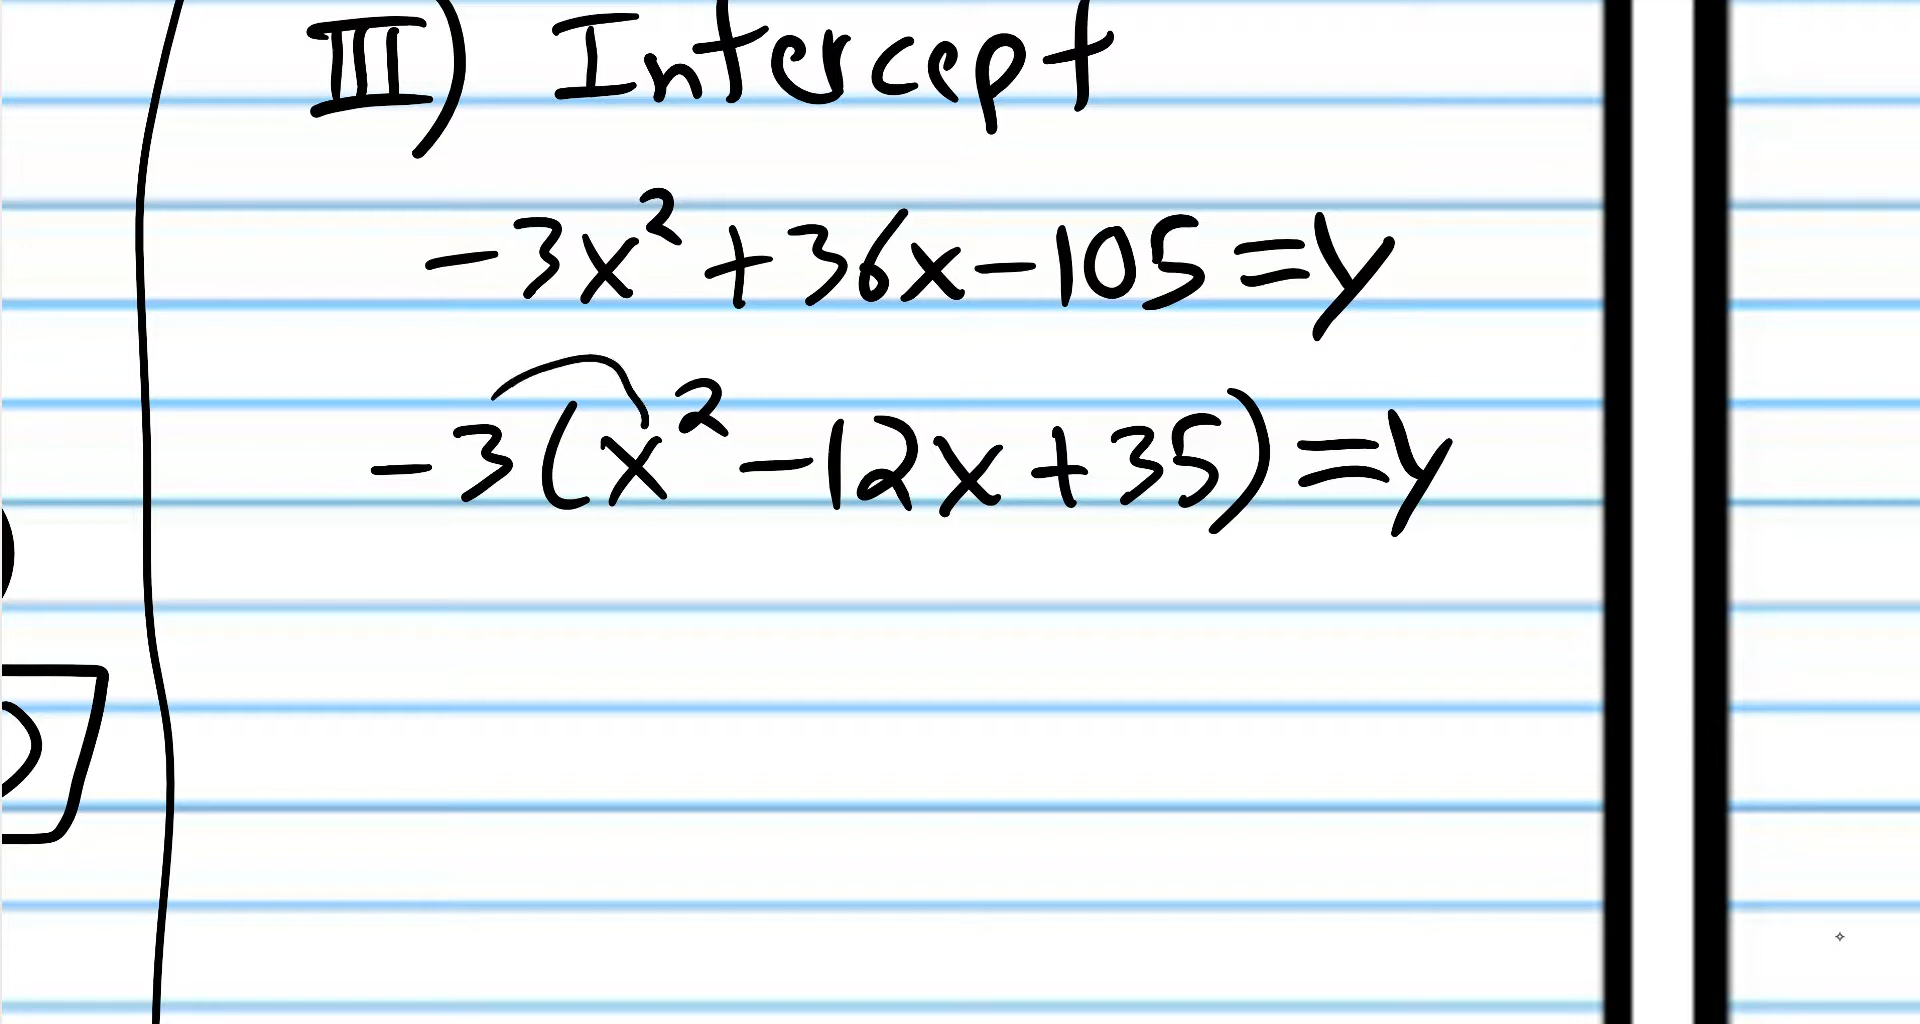 III) Intercept
-3x² +36x-105=y
-3(x²-12x+35)=y